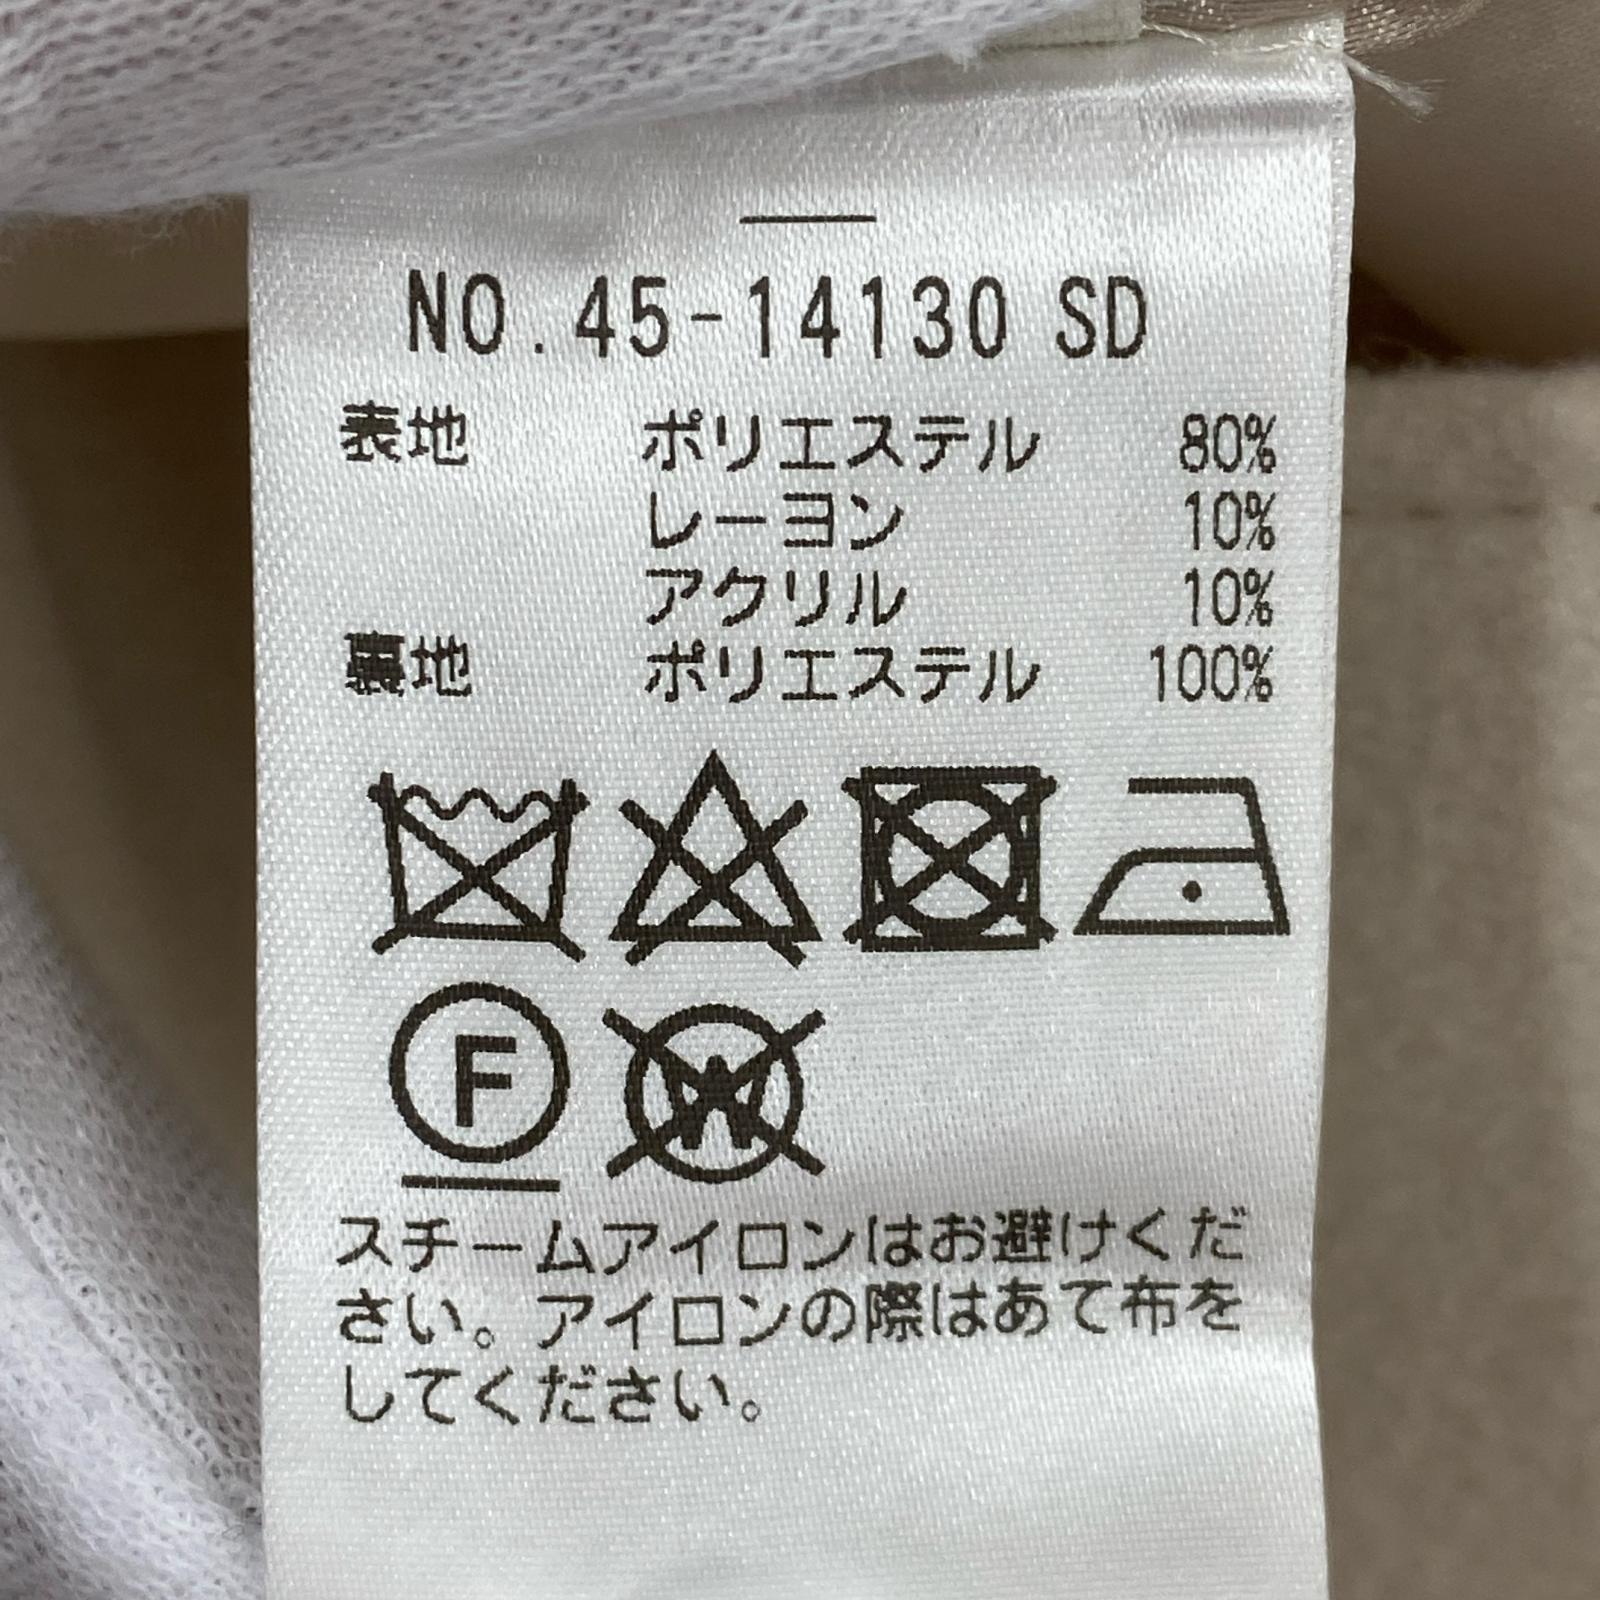 NO.45-14130 SD
表地 ポリエステル 80%
レーヨン 10%
アクリル 10%
裏地 ポリエステル 100%
F
W
スチームアイロンはお避けくだ
さい。アイロンの際はあて布を
してください。